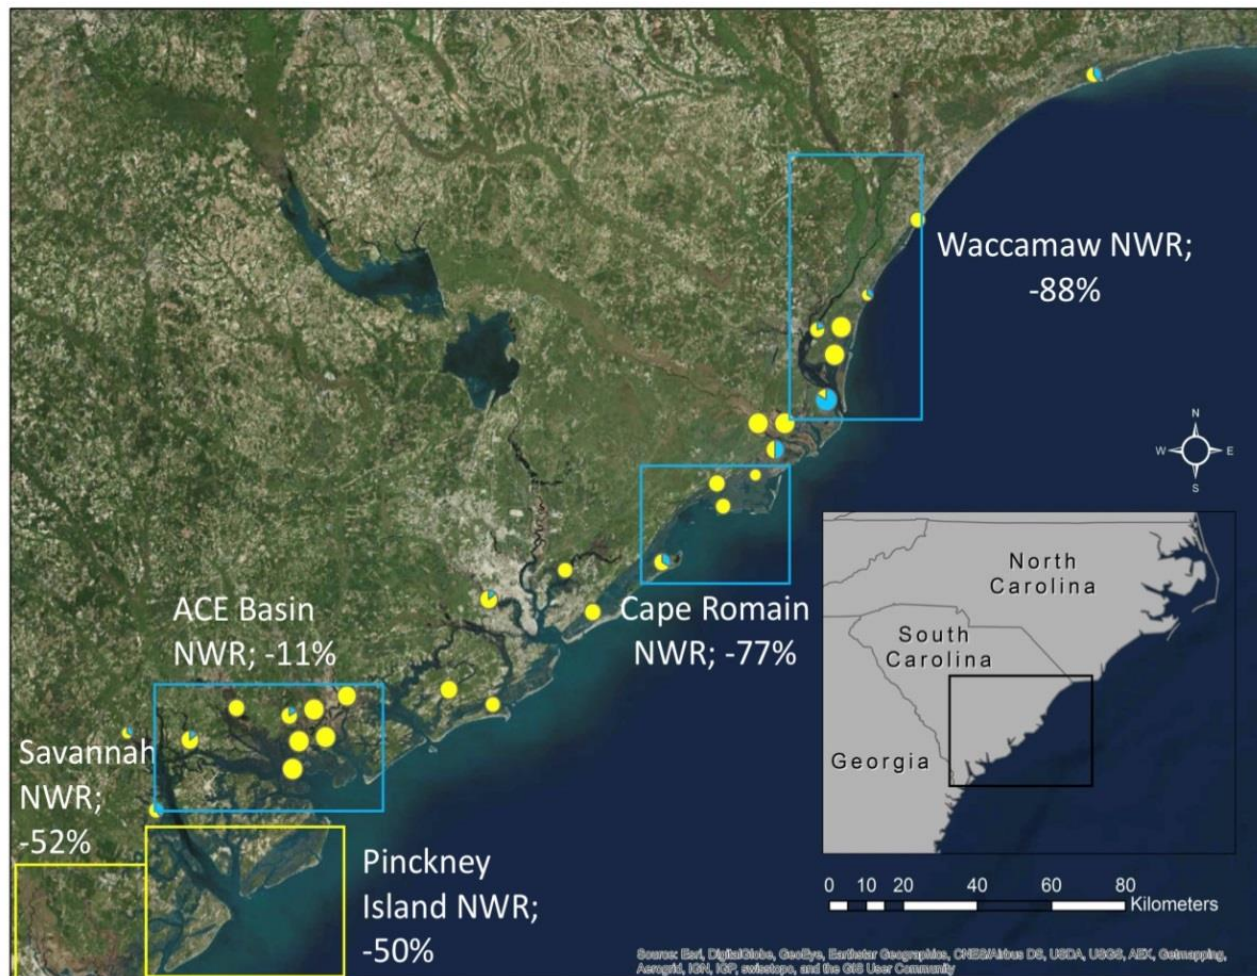 Waccamaw NWR;
-88%
N
W E
S
ACE Basin
NWR; -11%
Cape Romain
NWR; -77%
Savannah
NWR;
-52%
Pinckney
Island NWR;
-50%
North
Carolina
South
Carolina
Georgia
0 10 20 40 60 80
Kilometers
Source: Esri, DigitalGlobe, GeoEye, Earthstar Geographics, CNES/Airbus DS, USDA, USGS, AEX, Getmapping,
Aerogrid, IGN, IGP, swisstopo, and the GIS User Community